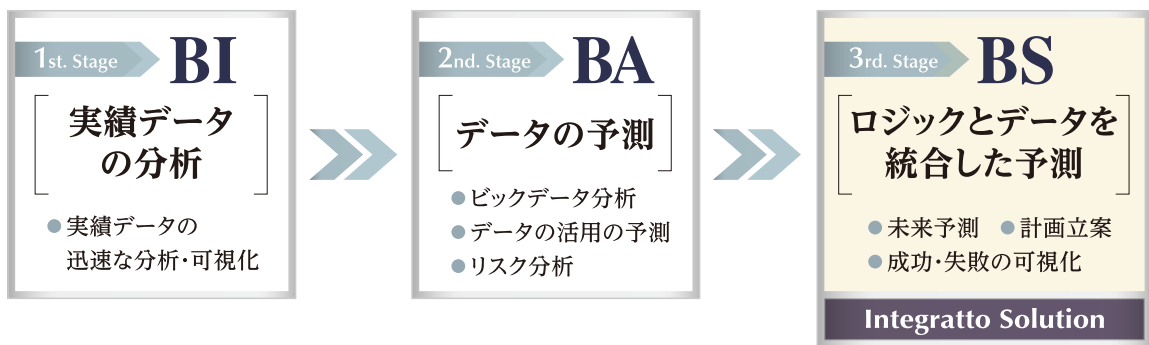 1st. Stage BI
実績データ
の分析
実績データの
迅速な分析・可視化
2nd. Stage BA
データの予測
ビックデータ分析
データの活用の予測
リスク分析
3rd. Stage BS
ロジックとデータを
統合した予測
未来予測 計画立案
成功・失敗の可視化
Integratto Solution